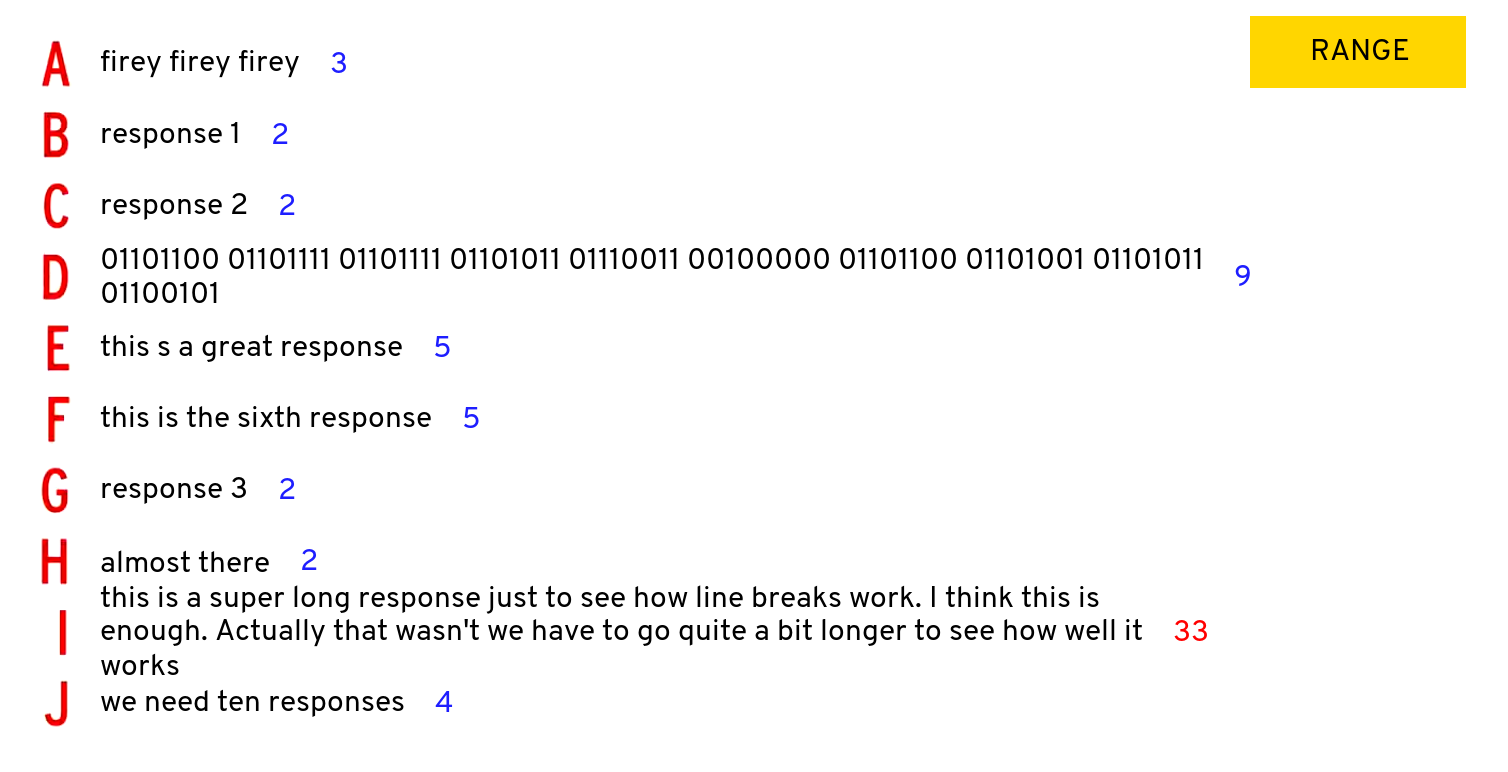 RANGE
A firey firey firey 3
B response 1 2
C response 2 2
D 01101100 01101111 01101111 01101011 01110011 00100000 01101100 01101001 01101011 9
01100101
E this s a great response 5
F this is the sixth response 5
G response 3 2
H almost there 2
this is a super long response just to see how line breaks work. I think this is
I enough. Actually that wasn't we have to go quite a bit longer to see how well it 33
works
J we need ten responses 4